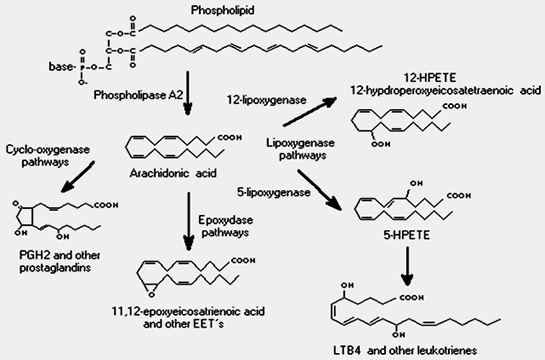 Phospholipid
O
C
O
O
C
O
O
base
P
O
O-
Phospholipase A2
12-lipoxygenase
12-HPETE
12-hypdroperoxyeicosatetraenoic acid
COOH
OOH
Cyclo-oxygenase
pathways
COOH
Arachidonic acid
Lipoxygenase
pathways
5-lipoxygenase
OH
COOH
5-HPETE
O
COOH
OH
OH
PGH2 and other
prostaglandins
Epoxydase
pathways
COOH
O
11,12-epoxyeicosatrienoic acid
and other EET's
OH
COOH
OH
LTB4 and other leukotrienes